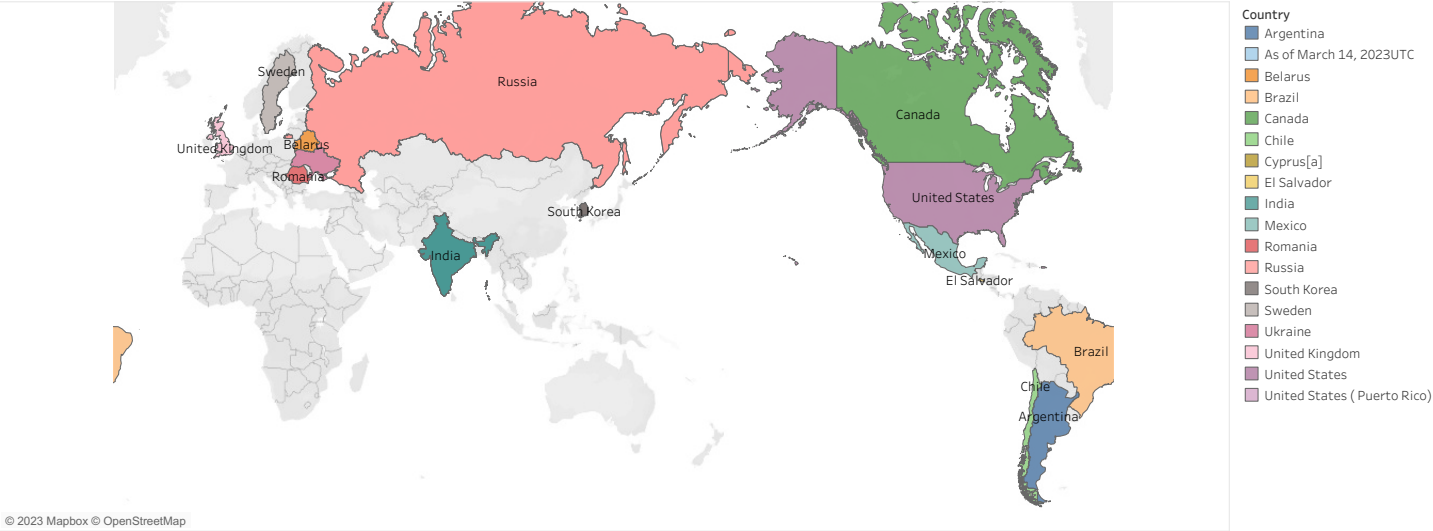 Sweden
Russia
United Kingdom
Belarus
Romania
South Korea
India
Canada
United States
Mexico
El Salvador
Brazil
Chile
Argentina
© 2023 Mapbox © OpenStreetMap
Country
Argentina
As of March 14, 2023UTC
Belarus
Brazil
Canada
Chile
Cyprus[a]
El Salvador
India
Mexico
Romania
Russia
South Korea
Sweden
Ukraine
United Kingdom
United States
United States ( Puerto Rico)